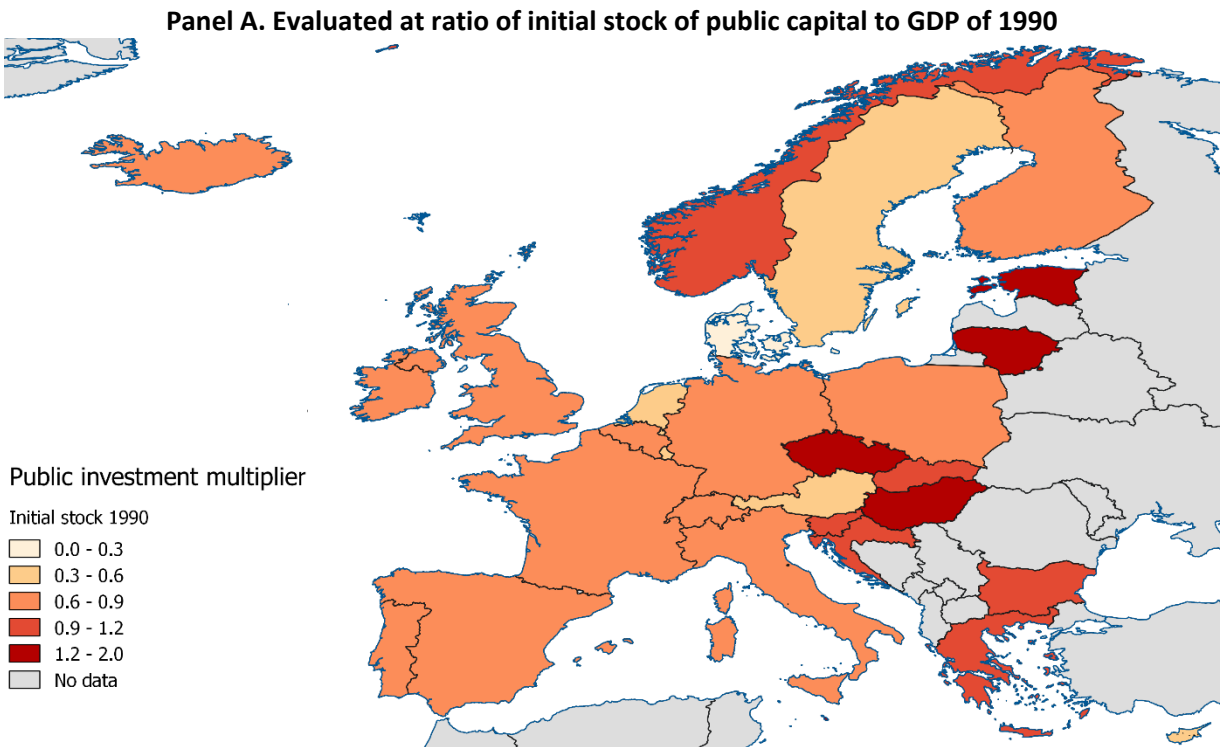 Panel A. Evaluated at ratio of initial stock of public capital to GDP of 1990
Public investment multiplier
Initial stock 1990
0.0 - 0.3
0.3 - 0.6
0.6 - 0.9
0.9 - 1.2
1.2 - 2.0
No data